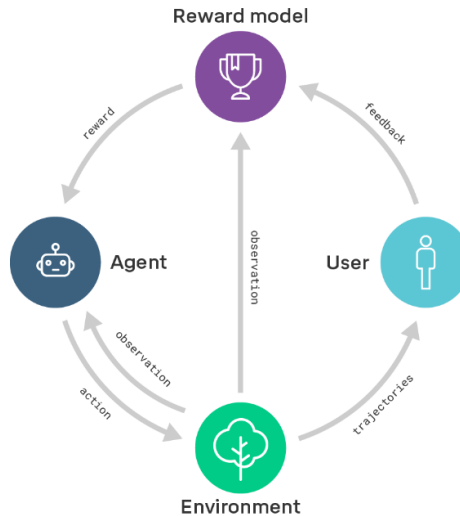 Reward model
reward
feedback
observation
Agent
User
observation
action
trajectories
Environment